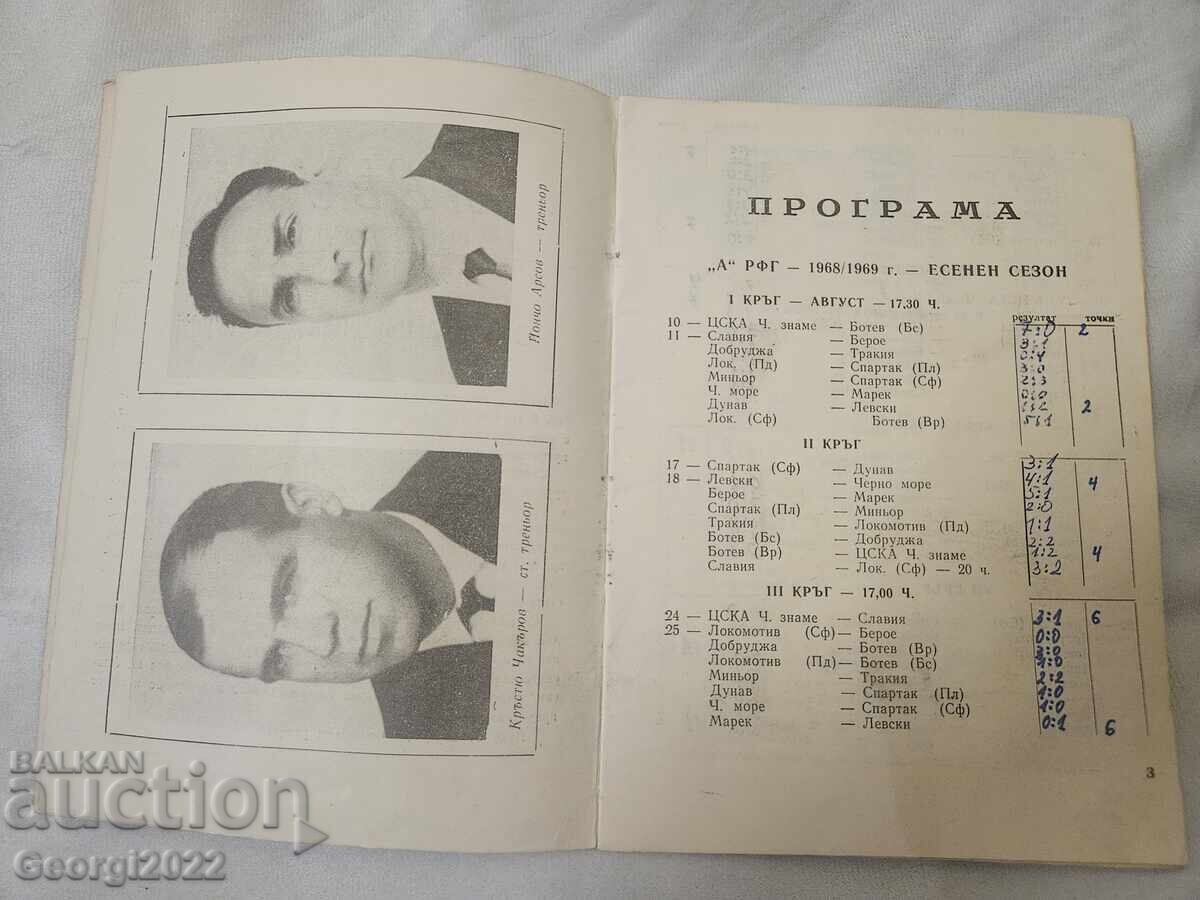 Пончо Арсов — треньор
Кръстю Чакъров — ст. треньор
ПРОГРАМА
„А“ РФГ — 1968/1969 г. — ЕСЕНЕН СЕЗОН
I КРЪГ — АВГУСТ — 17,30 Ч.
резултат точки
10 — ЦСКА Ч. знаме — Ботев (Бс) 7:0 2
11 — Славия — Берое 3:1
Добруджа — Тракия 0:4
Лок. (Пд) — Спартак (Пл) 3:0
Миньор — Спартак (Сф) 2:3
Ч. море — Марек 0:0
Дунав — Левски 2
Лок. (Сф) Ботев (Вр) 5:1
II КРЪГ
17 — Спартак (Сф) — Дунав 3:1
18 — Левски — Черно море 4:1 4
Берое — Марек 5:1
Спартак (Пл) — Миньор 2:0
Тракия — Локомотив (Пд) 1:1
Ботев (Бс) — Добруджа 2:2
Ботев (Вр) — ЦСКА Ч. знаме 1:2 4
Славия — Лок. (Сф) — 20 ч. 3:2
III КРЪГ — 17,00 Ч.
24 — ЦСКА Ч. знаме — Славия 3:1 6
25 — Локомотив (Сф) — Берое 0:0
Добруджа — Ботев (Вр) 3:0
Локомотив (Пд) — Ботев (Бс) 1:0
Миньор — Тракия 2:2
Дунав — Спартак (Пл) 1:0
Ч. море — Спартак (Сф) 1:0
Марек — Левски 0:1 6
3
BALKAN
auction
Georgi2022